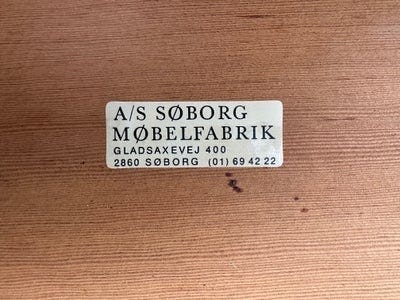 A/S SØBORG
MØBELFABRIK
GLADSAXEVEJ 400
2860 SØBORG (01) 69 42 22